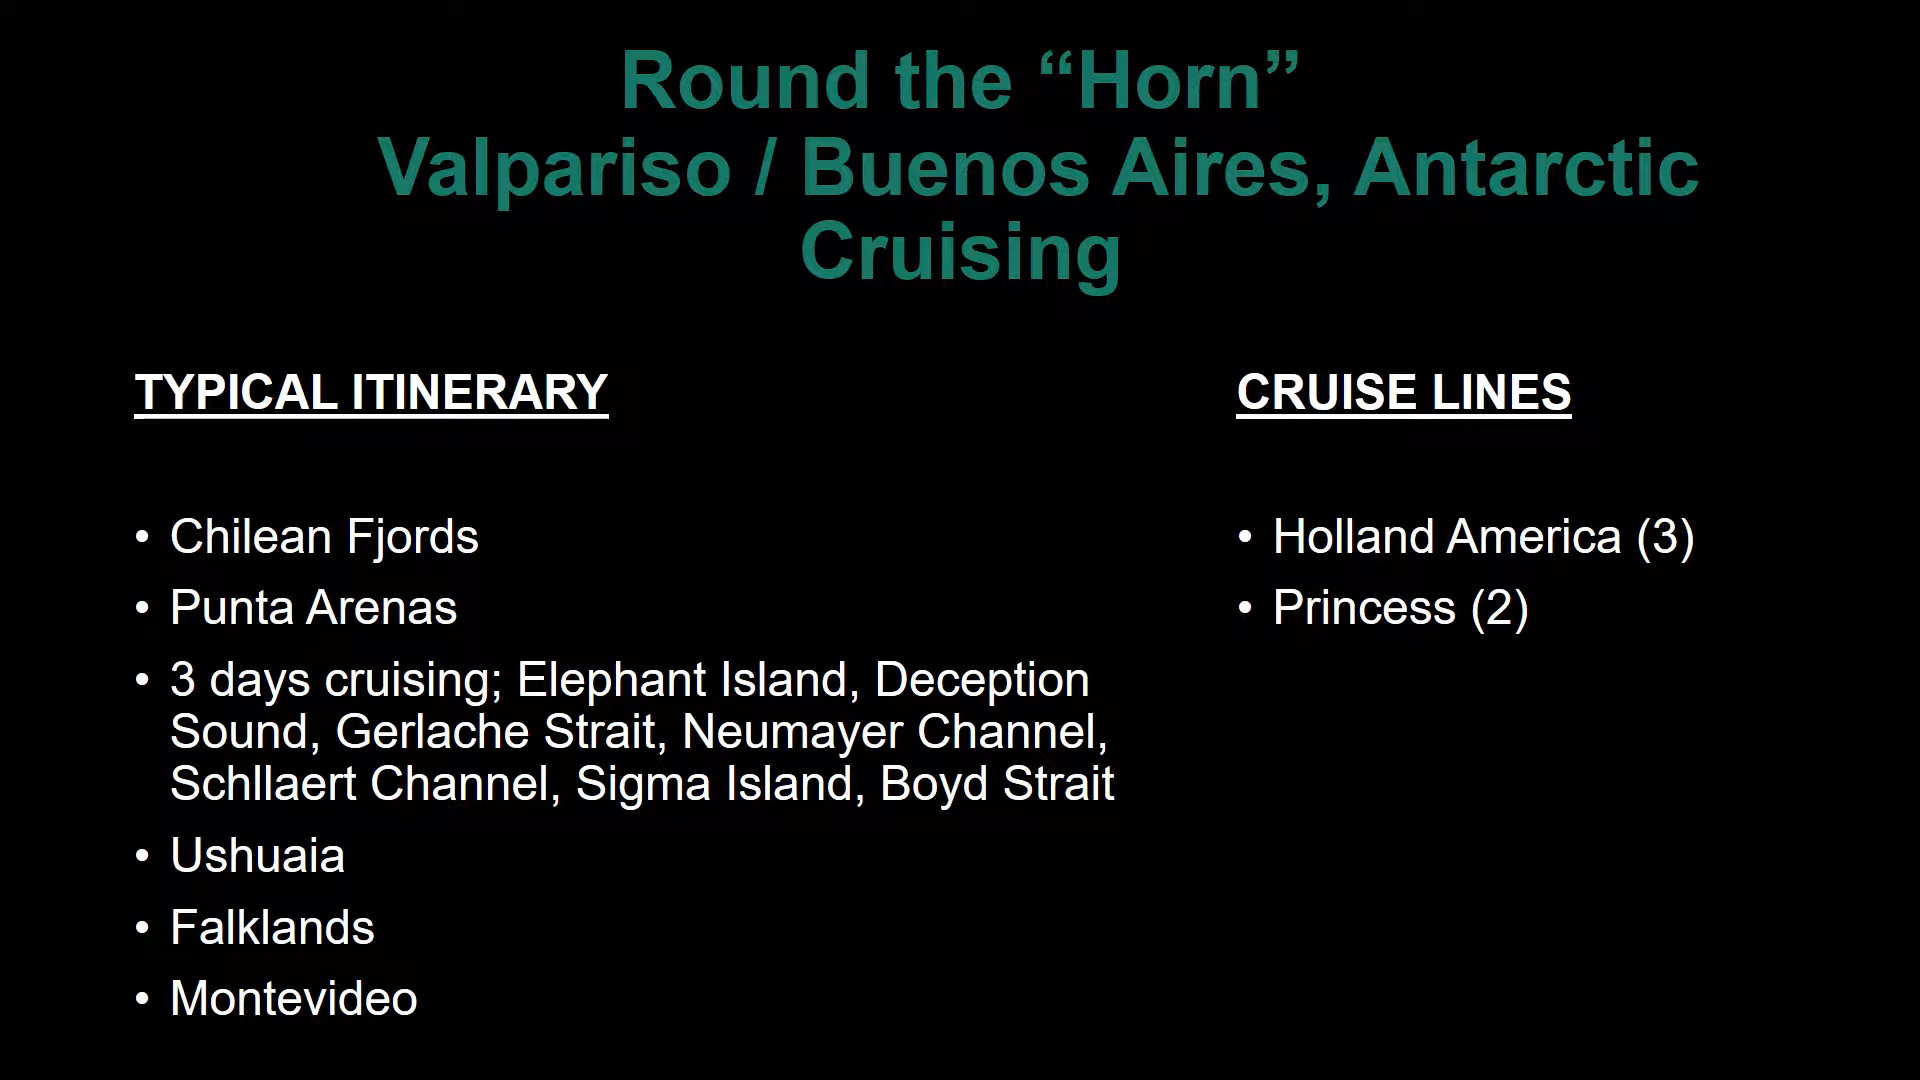 Round the “Horn”
Valpariso / Buenos Aires, Antarctic
Cruising
TYPICAL ITINERARY
• Chilean Fjords
• Punta Arenas
• 3 days cruising; Elephant Island, Deception
Sound, Gerlache Strait, Neumayer Channel,
Schllaert Channel, Sigma Island, Boyd Strait
• Ushuaia
• Falklands
• Montevideo
CRUISE LINES
• Holland America (3)
• Princess (2)